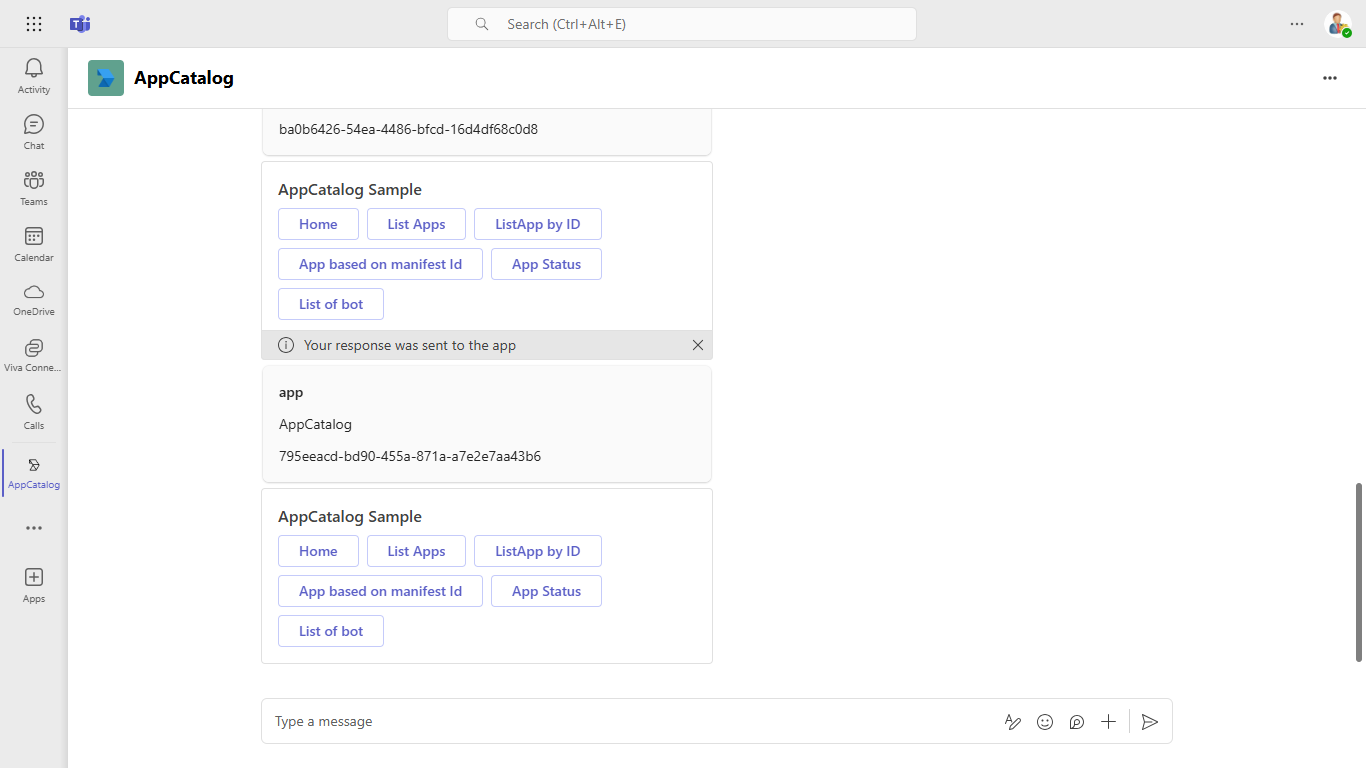 Search (Ctrl+Alt+E)
Activity
Chat
Teams
Calendar
OneDrive
Viva Conne...
Calls
AppCatalog
Apps
AppCatalog
ba0b6426-54ea-4486-bfcd-16d4df68c0d8
AppCatalog Sample
Home List Apps ListApp by ID
App based on manifest Id App Status
List of bot
Your response was sent to the app
app
AppCatalog
795eeacd-bd90-455a-871a-a7e2e7aa43b6
AppCatalog Sample
Home List Apps ListApp by ID
App based on manifest Id App Status
List of bot
Type a message